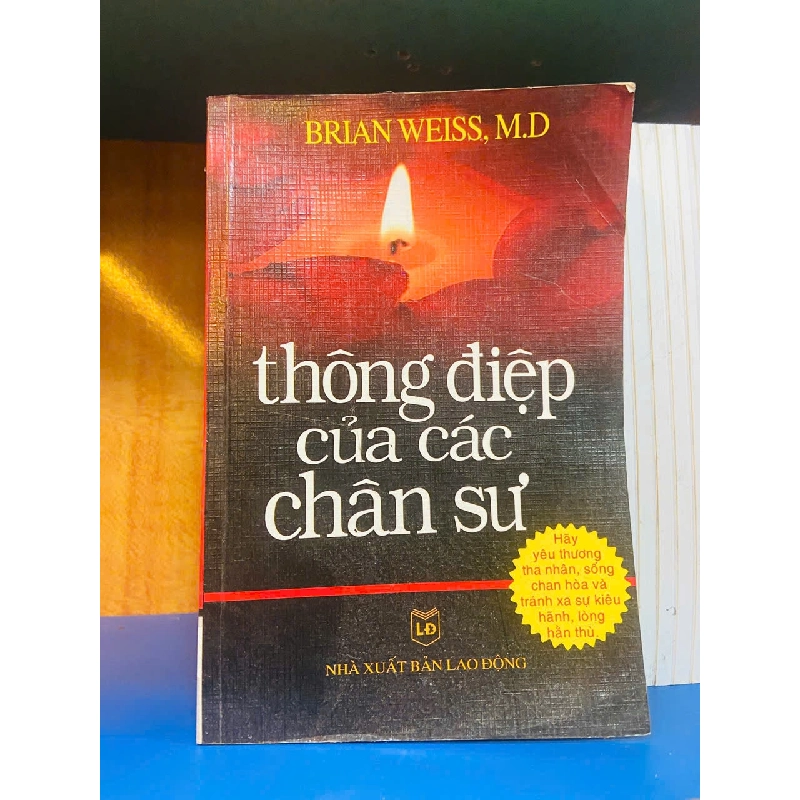 BRIAN WEISS, M.D
thông điệp
của các
chân sư
Hãy
yêu thương
tha nhân, sống
chan hòa và
tránh xa sự kiêu
hãnh, lòng
hằn thù.
LĐ
NHÀ XUẤT BẢN LAO ĐỘNG